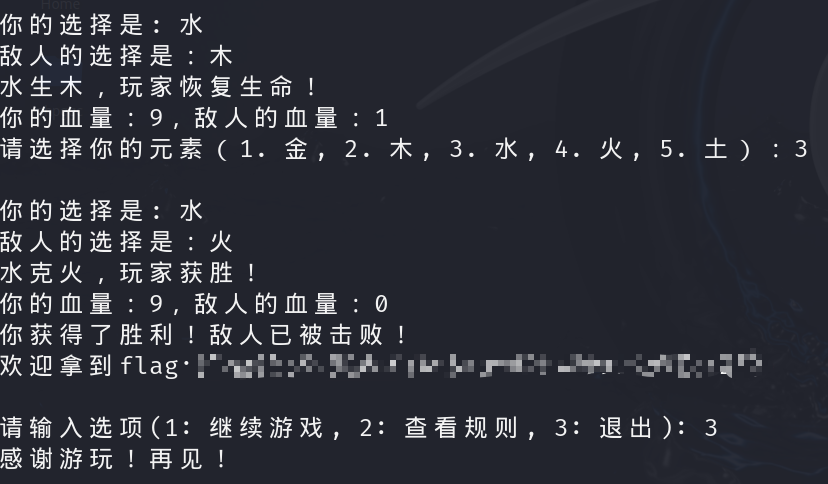 Home
你的选择是: 水
敌人的选择是:木
水生木,玩家恢复生命!
你的血量:9,敌人的血量:1
请选择你的元素(1. 金, 2. 木, 3. 水, 4. 火, 5. 土):3
你的选择是: 水
敌人的选择是:火
水克火,玩家获胜!
你的血量:9,敌人的血量:0
你获得了胜利!敌人已被击败!
欢迎拿到flag
请输入选项(1: 继续游戏, 2: 查看规则, 3: 退出): 3
感谢游玩!再见!